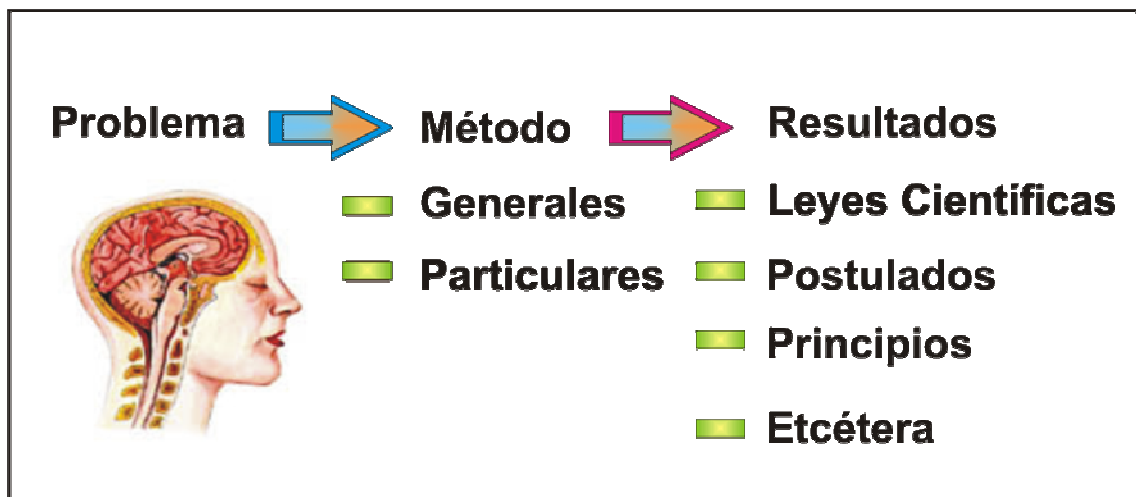 Problema Método Resultados
Generales Leyes Científicas
Particulares Postulados
Principios
Etcétera